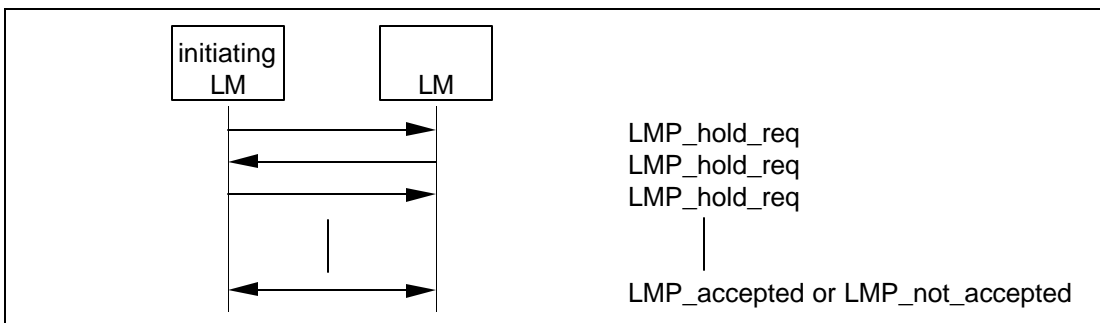 initiating
LM
LM
LMP_hold_req
LMP_hold_req
LMP_hold_req
LMP_accepted or LMP_not_accepted